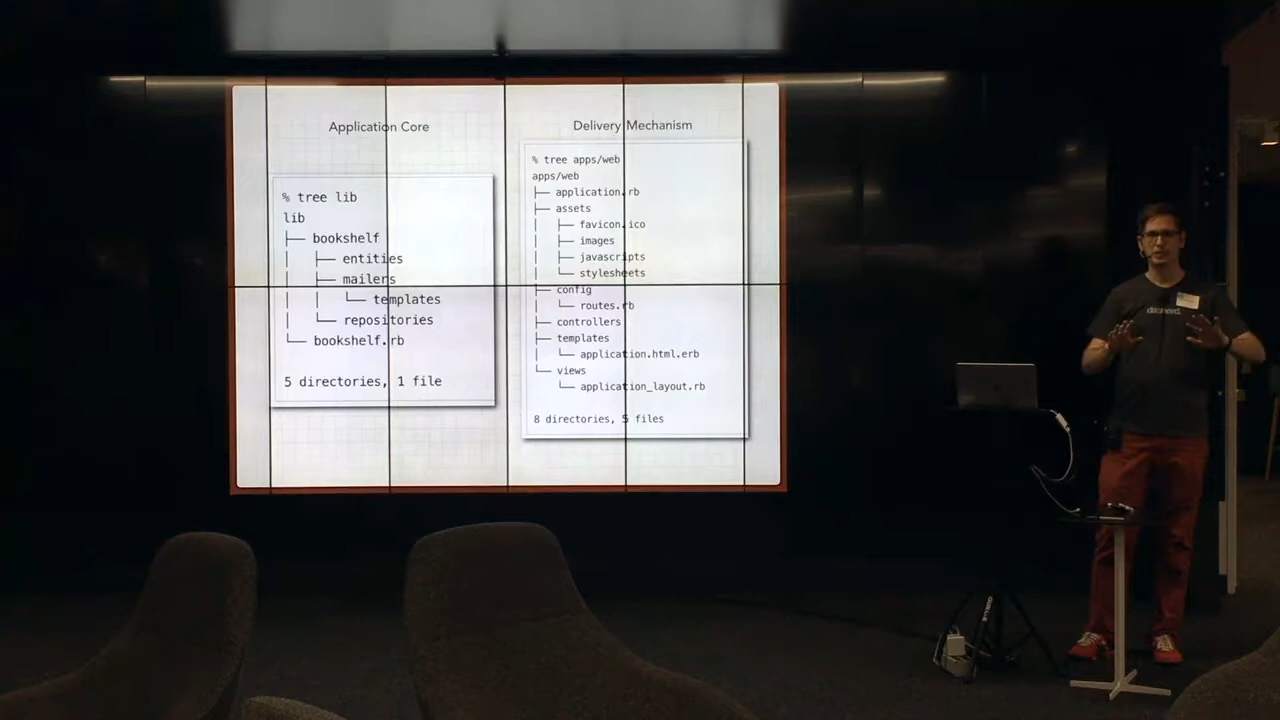 Application Core
% tree lib
lib
├── bookshelf
│   ├── entities
│   ├── mailers
│   │   └── templates
│   └── repositories
└── bookshelf.rb
5 directories, 1 file
Delivery Mechanism
% tree apps/web
apps/web
├── application.rb
├── assets
│   ├── favicon.ico
│   ├── images
│   ├── javascripts
│   └── stylesheets
├── config
│   └── routes.rb
├── controllers
├── templates
│   └── application.html.erb
└── views
    └── application_layout.rb
8 directories, 5 files